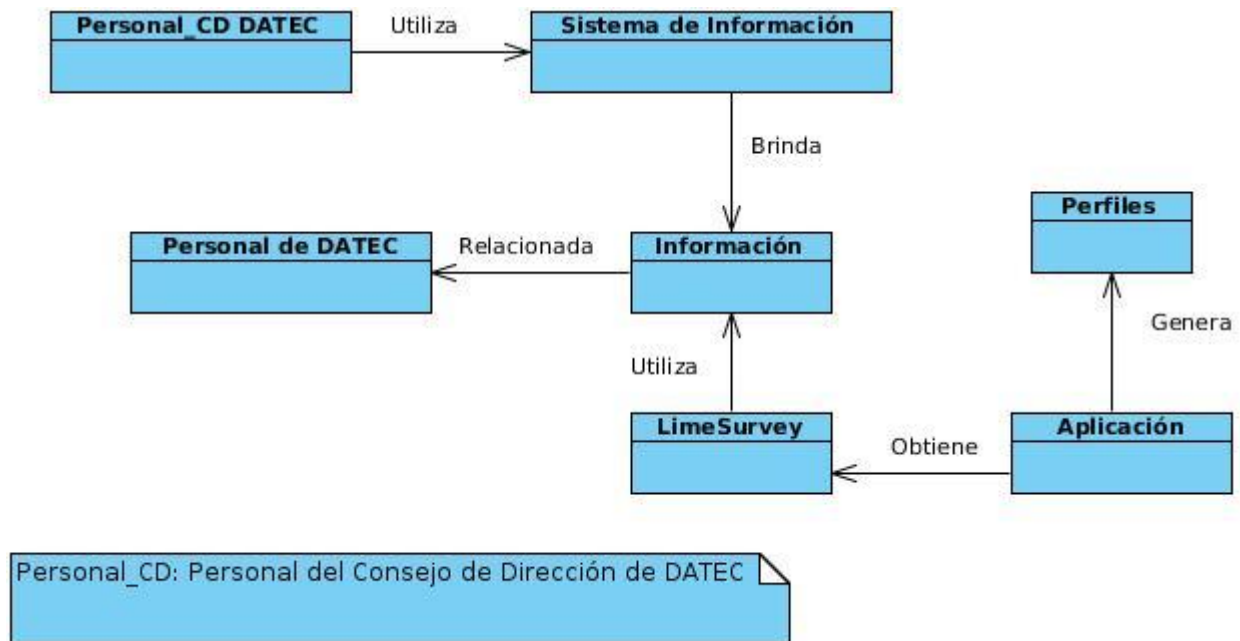 Personal_CD DATEC
Utiliza
Sistema de Información
Brinda
Perfiles
Personal de DATEC
Relacionada
Información
Genera
Utiliza
LimeSurvey
Obtiene
Aplicación
Personal_CD: Personal del Consejo de Dirección de DATEC